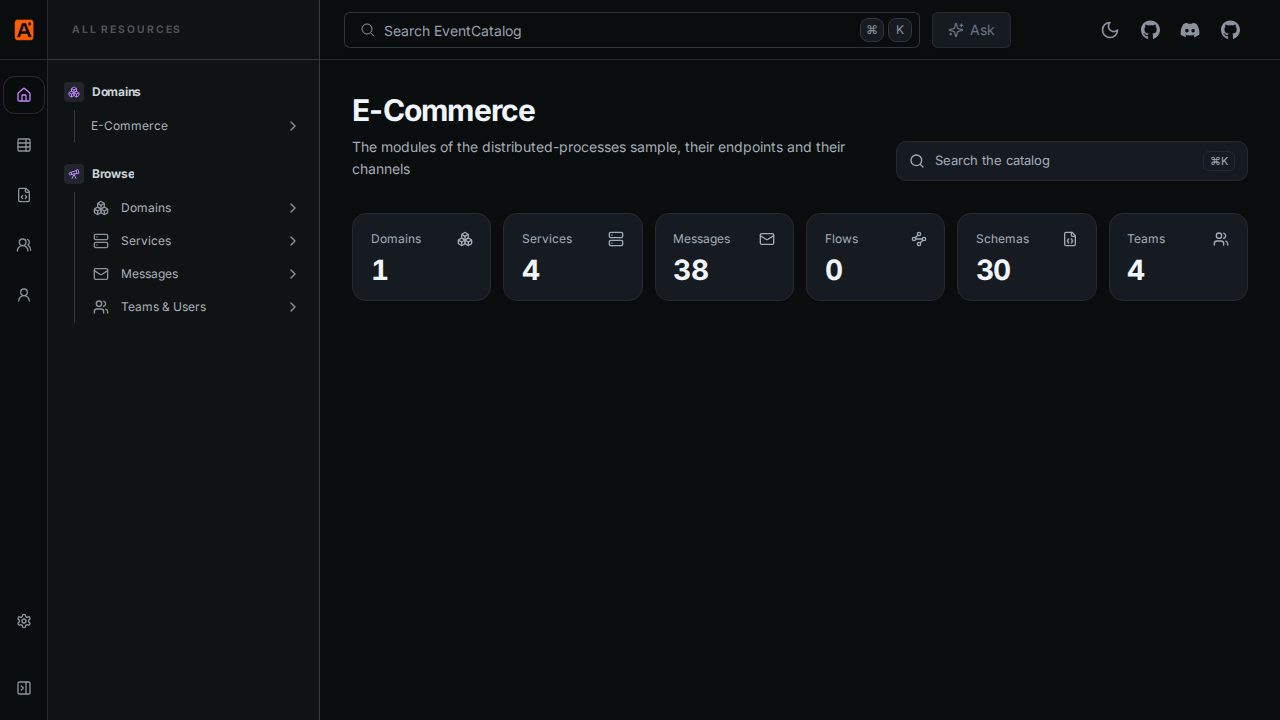 A
ALL RESOURCES
Search EventCatalog
⌘ K
Ask
Domains
E-Commerce
Browse
Domains
Services
Messages
Teams & Users
E-Commerce
The modules of the distributed-processes sample, their endpoints and their
channels
Search the catalog
⌘K
Domains
1
Services
4
Messages
38
Flows
0
Schemas
30
Teams
4